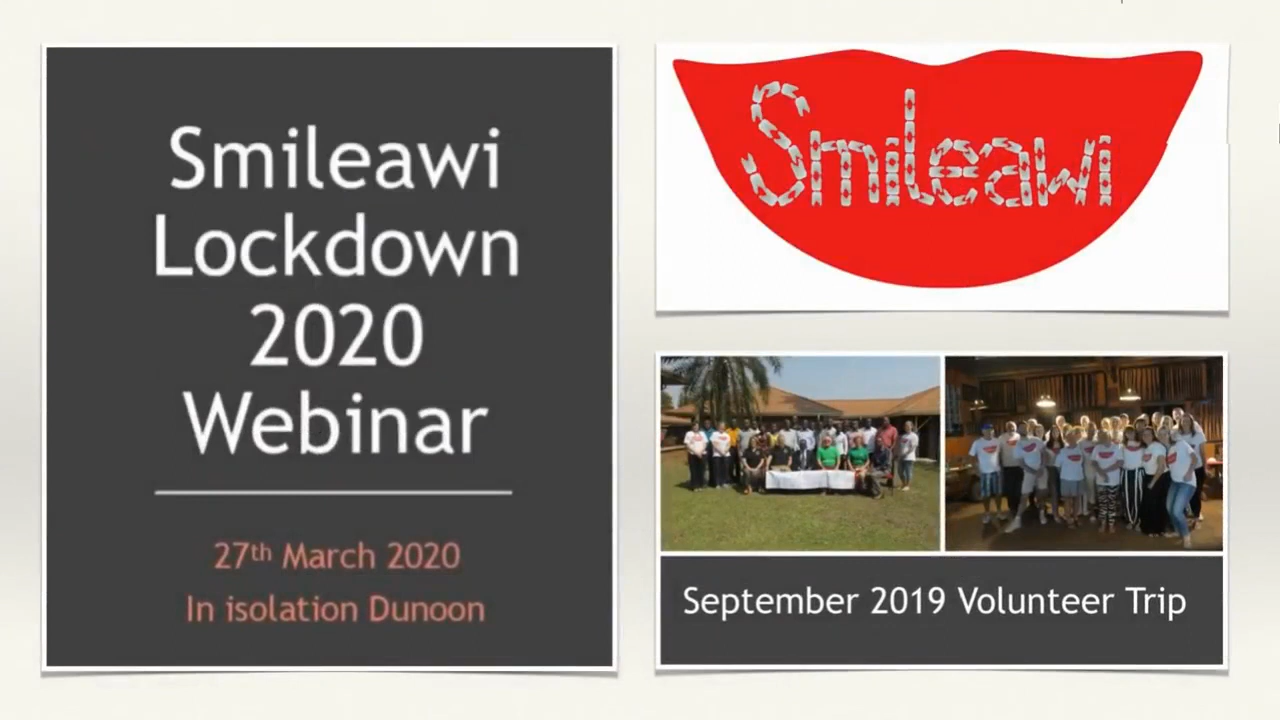 Smileawi
Lockdown
2020
Webinar
27th March 2020
In isolation Dunoon
Smileawi
September 2019 Volunteer Trip